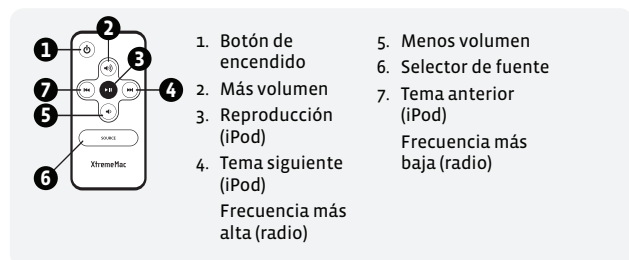 2
1
3
7
4
5
SOURCE
XtremeMac
6
1. Botón de
encendido
2. Más volumen
3. Reproducción
(iPod)
4. Tema siguiente
(iPod)
Frecuencia más
alta (radio)
5. Menos volumen
6. Selector de fuente
7. Tema anterior
(iPod)
Frecuencia más
baja (radio)